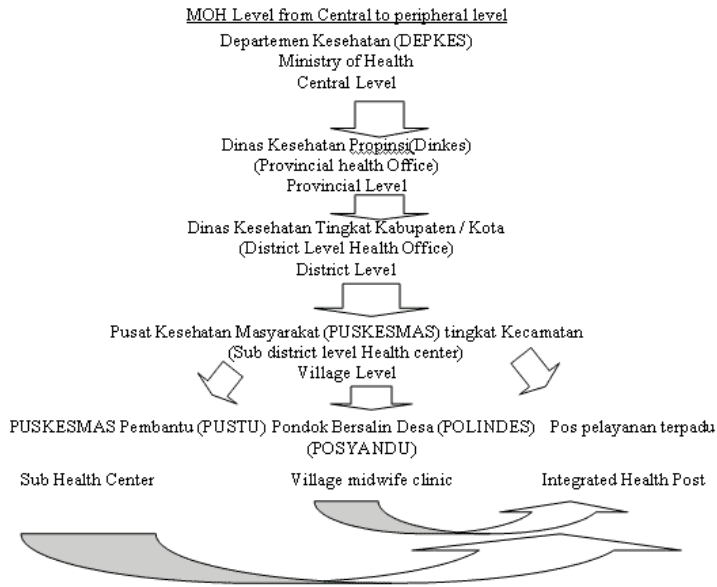 MOH Level from Central to peripheral level
Departemen Kesehatan (DEPKES)
Ministry of Health
Central Level
Dinas Kesehatan Propinsi(Dinkes)
(Provincial health Office)
Provincial Level
Dinas Kesehatan Tingkat Kabupaten / Kota
(District Level Health Office)
District Level
Pusat Kesehatan Masyarakat (PUSKESMAS) tingkat Kecamatan
(Sub district level Health center)
Village Level
PUSKESMAS Pembantu (PUSTU) Pondok Bersalin Desa (POLINDES) Pos pelayanan terpadu
(POSYANDU)
Sub Health Center Village midwife clinic Integrated Health Post